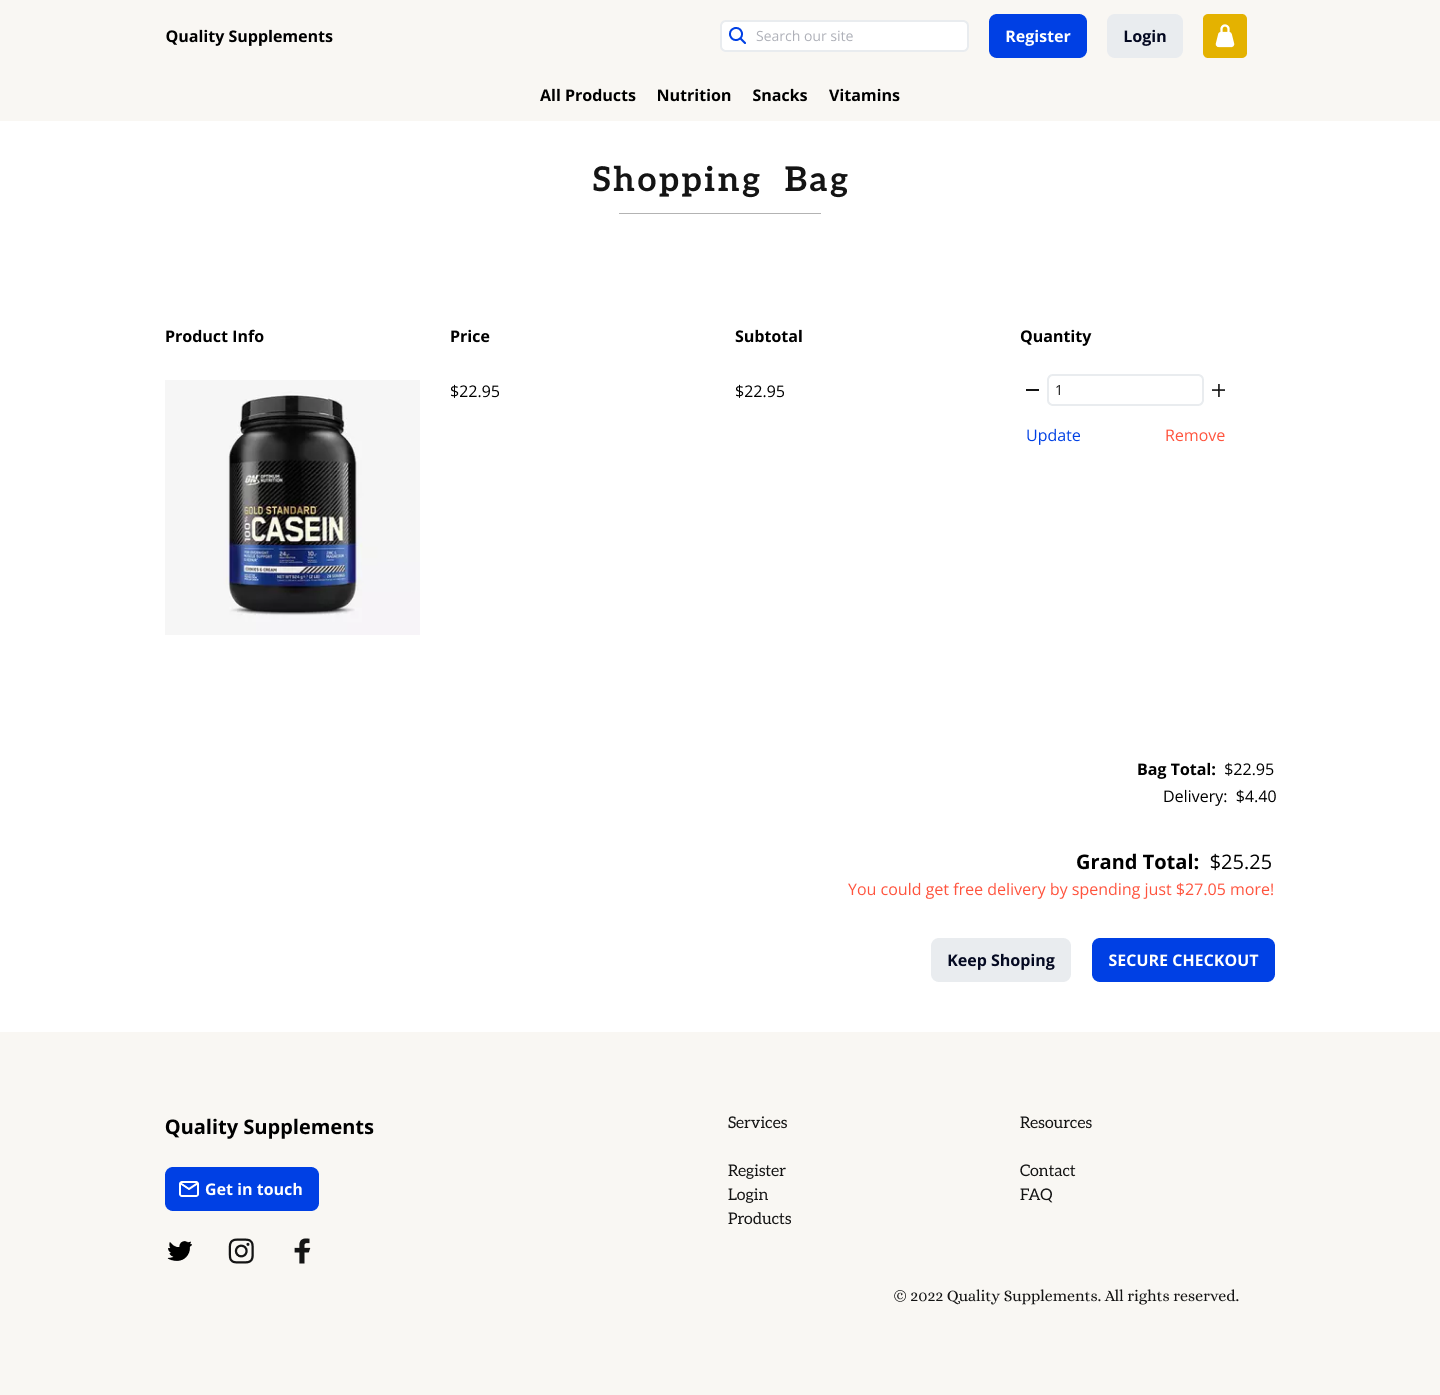 Quality Supplements
Search our site
Register
Login
All Products Nutrition Snacks Vitamins
Shopping Bag
Product Info Price Subtotal Quantity
$22.95 $22.95 1
Update Remove
ON OPTIMUM NUTRITION
GOLD STANDARD
100% CASEIN
COOKIES & CREAM
Bag Total: $22.95
Delivery: $4.40
Grand Total: $25.25
You could get free delivery by spending just $27.05 more!
Keep Shoping
SECURE CHECKOUT
Quality Supplements
Get in touch
Services
Register
Login
Products
Resources
Contact
FAQ
© 2022 Quality Supplements. All rights reserved.